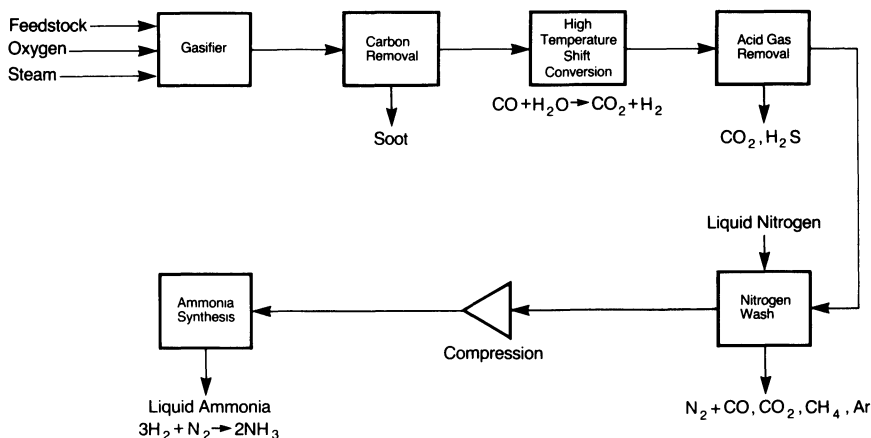 Feedstock
Oxygen
Steam
Gasifier
Carbon
Removal
Soot
High
Temperature
Shift
Conversion
CO+H₂O→CO₂+H₂
Acid Gas
Removal
CO₂,H₂S
Liquid Nitrogen
Nitrogen
Wash
N₂+CO,CO₂,CH₄,Ar
Compression
Ammonia
Synthesis
Liquid Ammonia
3H₂+N₂→2NH₃